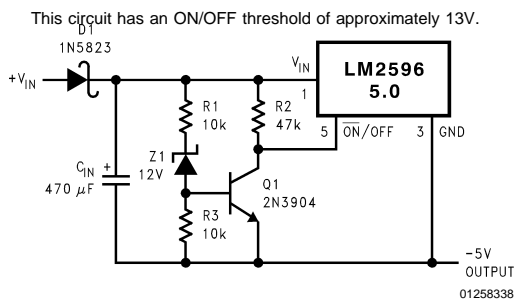 This circuit has an ON/OFF threshold of approximately 13V.
D1
1N5823
+VIN
VIN
1
LM2596
5.0
5 ON/OFF 3 GND
R1
10k
R2
47k
Z1
12V
CIN +
470 μF
Q1
2N3904
R3
10k
-5V
OUTPUT
01258338